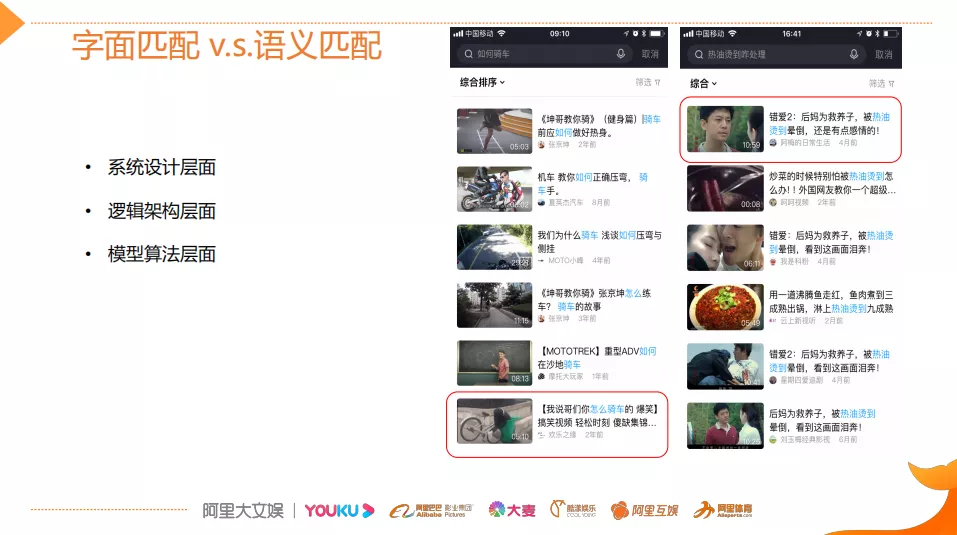 字面匹配 v.s.语义匹配
• 系统设计层面
• 逻辑架构层面
• 模型算法层面
中国移动
09:10
如何骑车
取消
综合排序
筛选
05:03
《坤哥教你骑》（健身篇）|骑车
前应如何做好热身。
张京坤 2年前
机车 教你如何正确压弯， 骑
车手。
夏英杰汽车 8月前
我们为什么骑车 浅谈如何压弯与
侧挂
MOTO小峰 4年前
11:15
《坤哥教你骑》张京坤怎么练
车? 骑车的故事
张京坤 3年前
08:13
【MOTOTREK】重型ADV如何
在沙地骑车
摩托大玩家 1年前
05:10
【我说哥们你怎么骑车的 爆笑】
搞笑视频 轻松时刻 傻缺集锦...
欢乐之缘 2年前
中国移动
16:41
热油烫到咋处理
取消
综合
筛选
10:59
错爱2：后妈为救养子，被热油
烫到晕倒，还是有点感情的！
阿梅的日常生活 4月前
00:08
炒菜的时候特别怕被热油烫到怎
么办! ! 外国网友教你一个超级...
呵呵视频 2年前
06:11
错爱：后妈为救养子，被热油烫
到晕倒，看到这画面泪奔！
我是科粉 4月前
05:49
用一道沸腾鱼走红，鱼肉煮到三
成熟出锅，淋上热油烫到九成熟
云上新视听 2月前
错爱2：后妈为救养子，被热油
烫到晕倒，看到这画面泪奔！
星期四爱追剧 4月前
后妈为救养子，被热油烫到
晕倒，看到这画面泪奔！
刘玉梅经典影视 6月前
阿里大文娱
YOUKU
阿里巴巴 影业集团
Alibaba Pictures
大麦
酷漾娱乐
COOL YOUNG
阿里互娱
阿里体育
Alisports.com